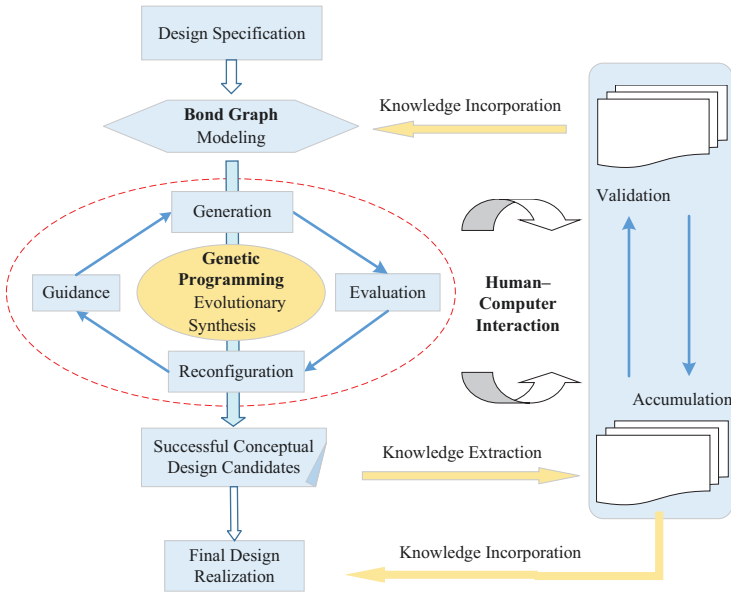 Design Specification
Bond Graph
Modeling
Knowledge Incorporation
Validation
Generation
Genetic
Programming
Evolutionary
Synthesis
Guidance
Evaluation
Human–
Computer
Interaction
Reconfiguration
Accumulation
Successful Conceptual
Design Candidates
Knowledge Extraction
Final Design
Realization
Knowledge Incorporation